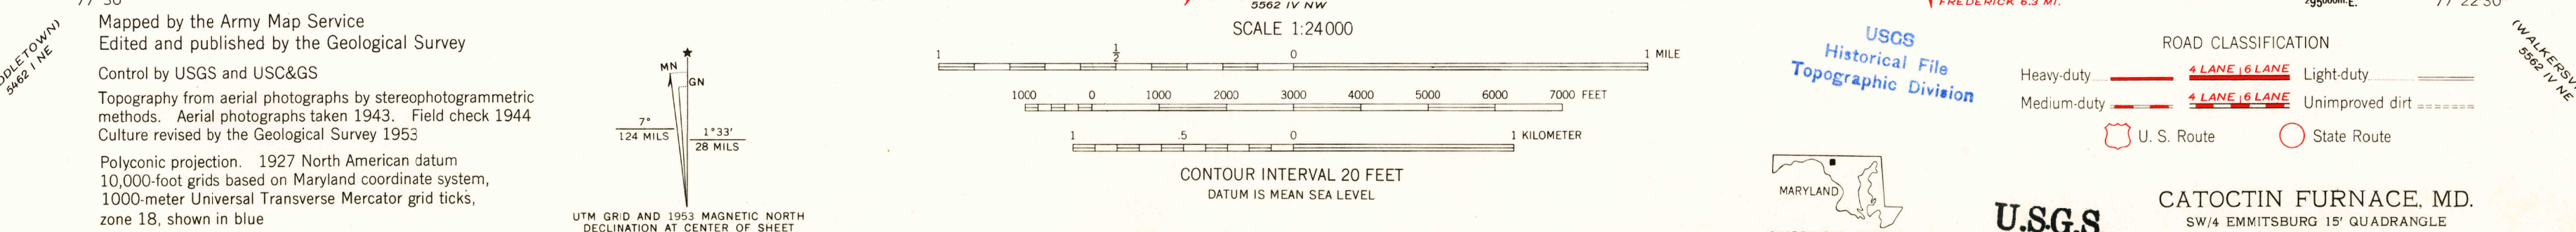 Mapped by the Army Map Service
Edited and published by the Geological Survey
Control by USGS and USC&GS
Topography from aerial photographs by stereophotogrammetric
methods. Aerial photographs taken 1943. Field check 1944
Culture revised by the Geological Survey 1953
Polyconic projection. 1927 North American datum
10,000-foot grids based on Maryland coordinate system,
1000-meter Universal Transverse Mercator grid ticks,
zone 18, shown in blue
5462 I NE
MN
GN
7°
124 MILS
1°33′
28 MILS
UTM GRID AND 1953 MAGNETIC NORTH
DECLINATION AT CENTER OF SHEET
5562 IV NW
SCALE 1:24000
1 ½ 0 1 MILE
1000 0 1000 2000 3000 4000 5000 6000 7000 FEET
1 .5 0 1 KILOMETER
CONTOUR INTERVAL 20 FEET
DATUM IS MEAN SEA LEVEL
FREDERICK 6.3 MI.
USGS
Historical File
Topographic Division
MARYLAND
ROAD CLASSIFICATION
Heavy-duty 4 LANE 6 LANE Light-duty
Medium-duty 4 LANE 6 LANE Unimproved dirt
U. S. Route State Route
5562 IV NE
U.S.G.S.
CATOCTIN FURNACE, MD.
SW/4 EMMITSBURG 15′ QUADRANGLE